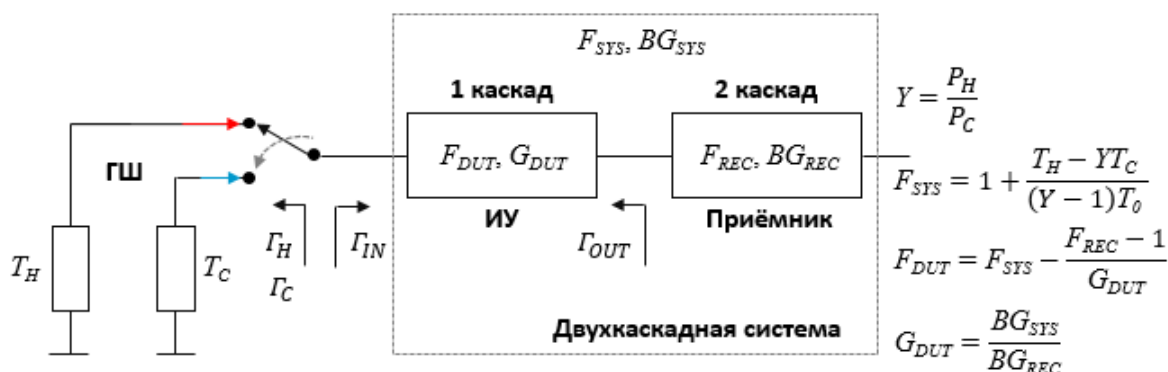 F_SYS, BG_SYS
1 каскад
2 каскад
ГШ
F_DUT, G_DUT
F_REC, BG_REC
ИУ
Приёмник
T_H
T_C
Γ_H
Γ_C
Γ_IN
Γ_OUT
Двухкаскадная система
Y = P_H / P_C
F_SYS = 1 + (T_H − YT_C) / ((Y − 1)T_0)
F_DUT = F_SYS − (F_REC − 1) / G_DUT
G_DUT = BG_SYS / BG_REC